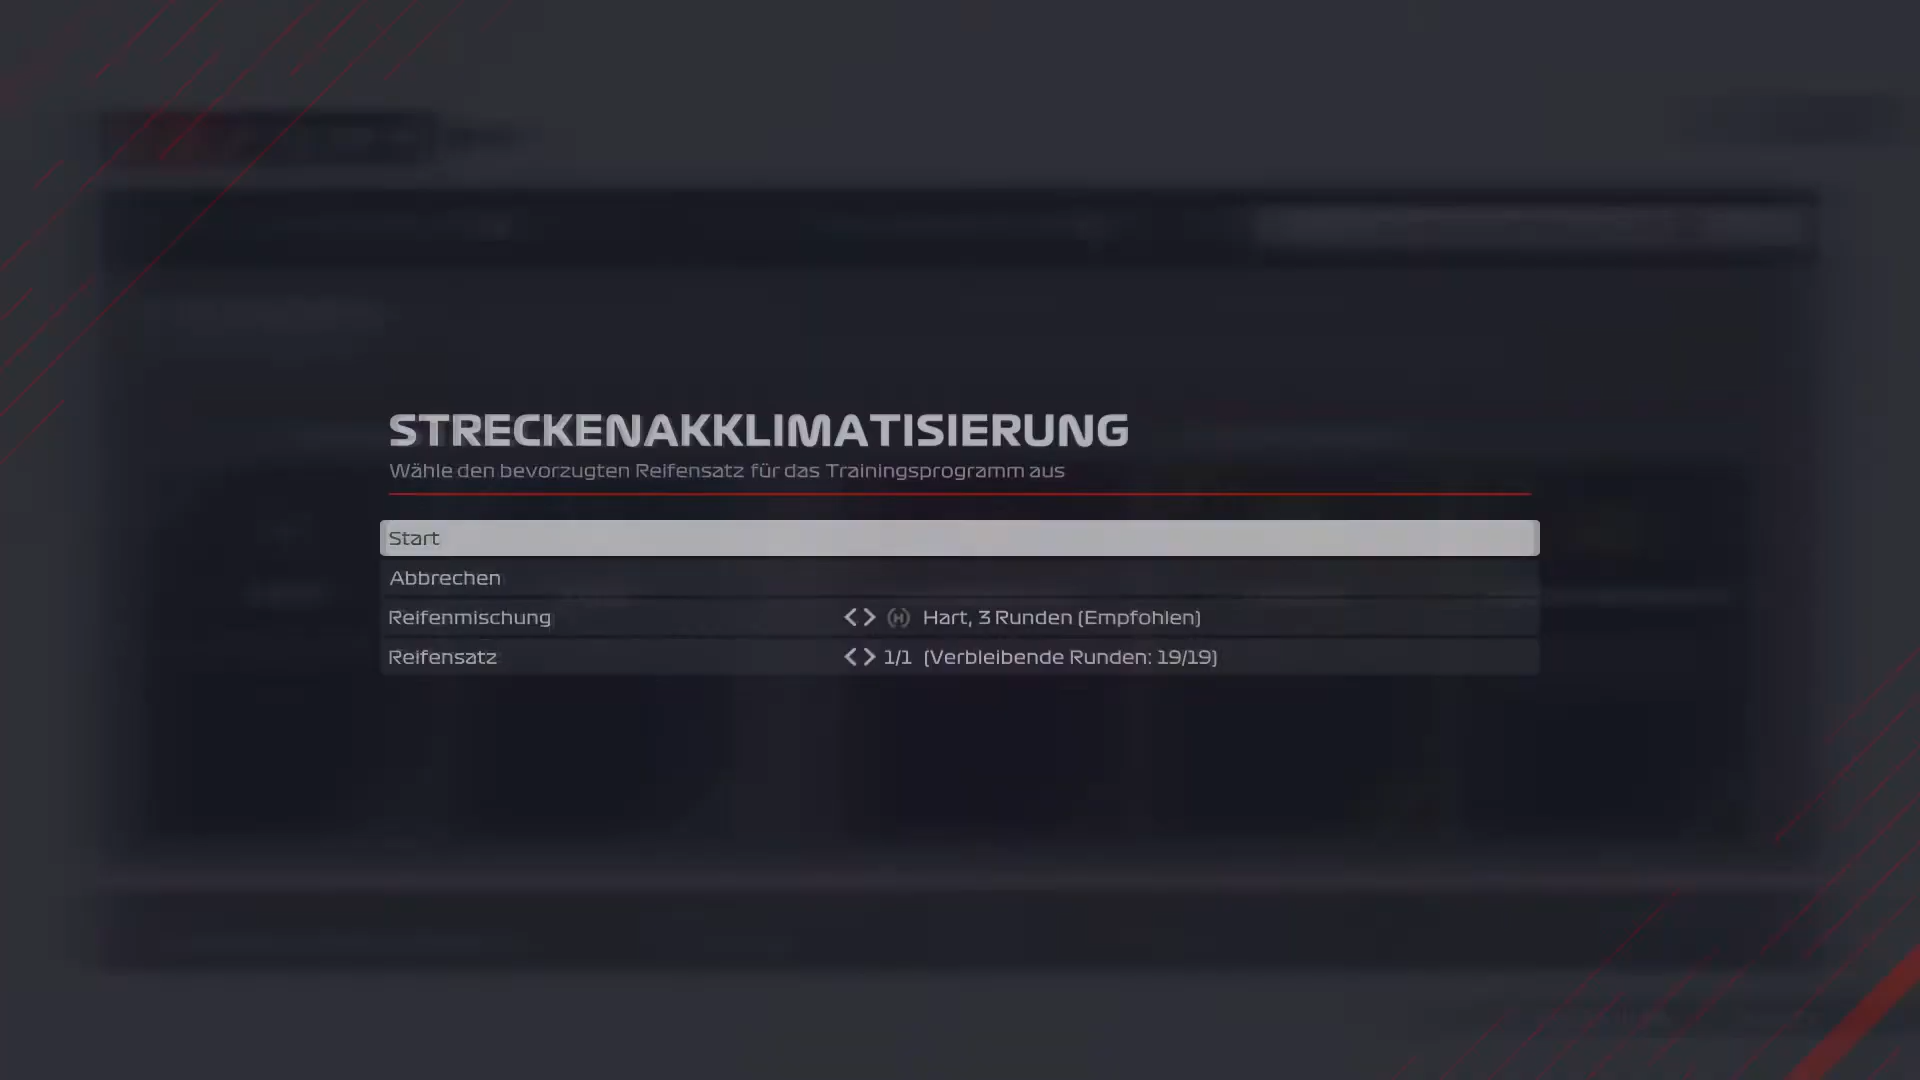 STRECKENAKKLIMATISIERUNG
Wähle den bevorzugten Reifensatz für das Trainingsprogramm aus
Start
Abbrechen
Reifenmischung < > (H) Hart, 3 Runden (Empfohlen)
Reifensatz < > 1/1 (Verbleibende Runden: 19/19)